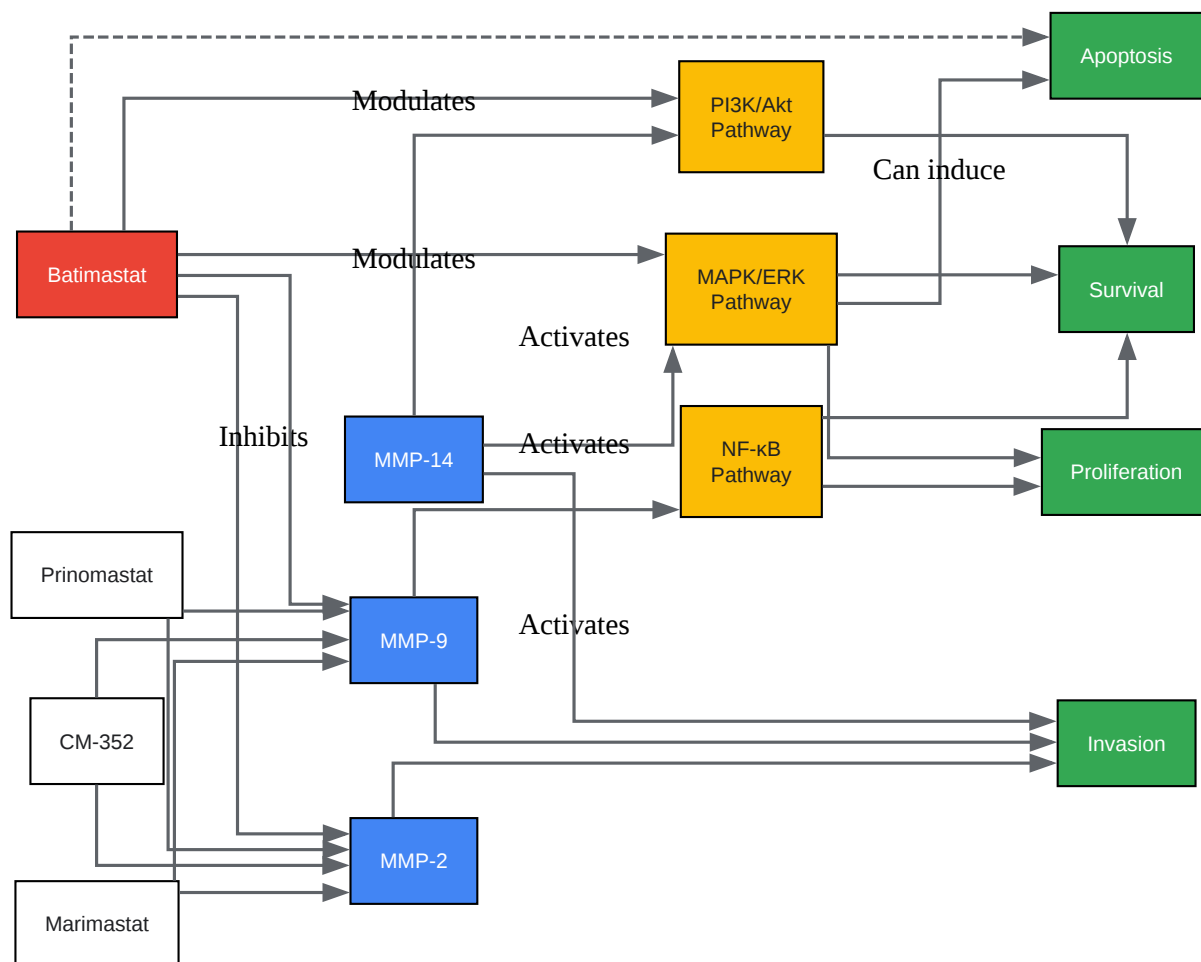 Apoptosis
Modulates
PI3K/Akt
Pathway
Can induce
Batimastat
Modulates
MAPK/ERK
Pathway
Survival
Activates
Inhibits
MMP-14
Activates
NF-κB
Pathway
Proliferation
Prinomastat
MMP-9
Activates
CM-352
Invasion
MMP-2
Marimastat